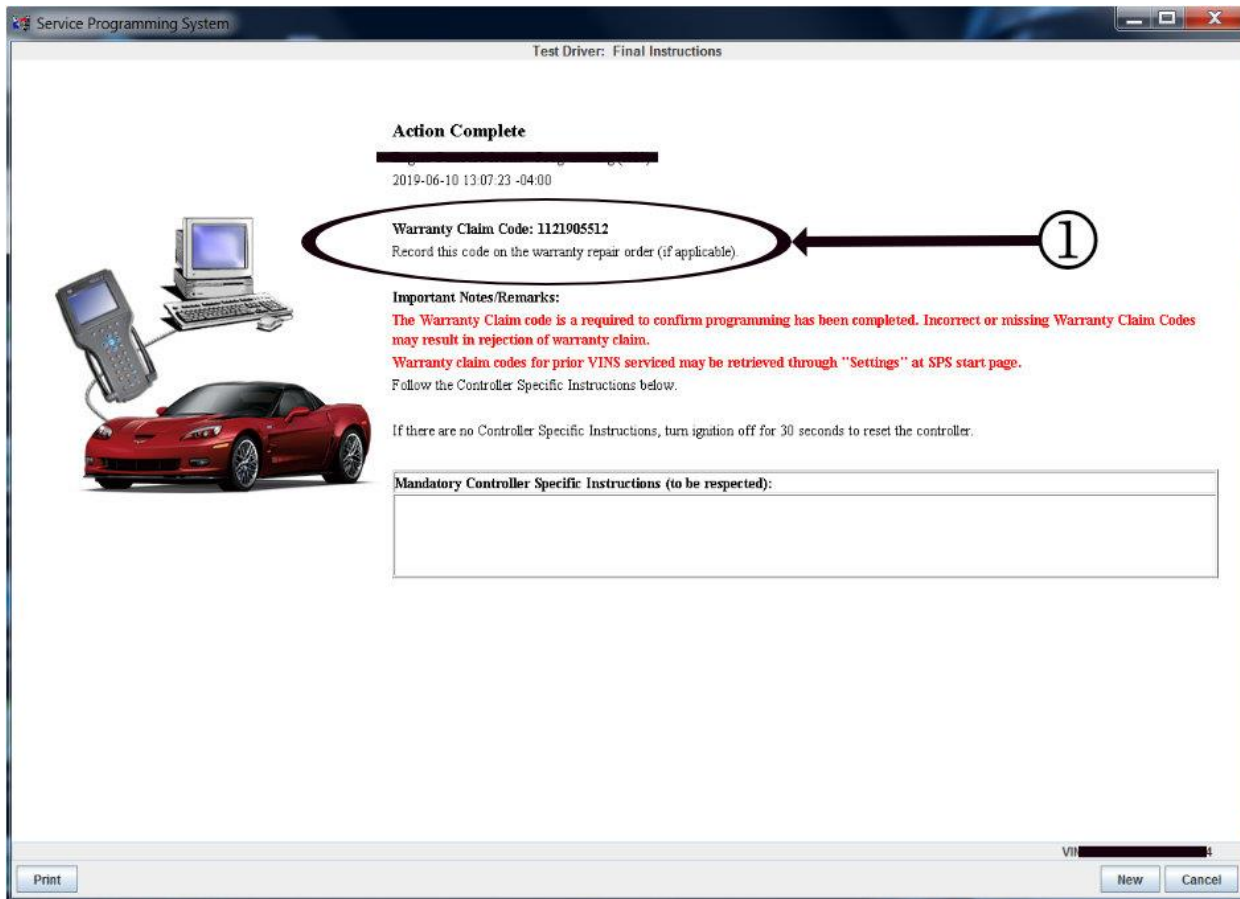 Service Programming System
Test Driver: Final Instructions
Action Complete
2019-06-10 13:07:23 -04:00
Warranty Claim Code: 1121905512
Record this code on the warranty repair order (if applicable).
1
Important Notes/Remarks:
The Warranty Claim code is a required to confirm programming has been completed. Incorrect or missing Warranty Claim Codes
may result in rejection of warranty claim.
Warranty claim codes for prior VINS serviced may be retrieved through "Settings" at SPS start page.
Follow the Controller Specific Instructions below.
If there are no Controller Specific Instructions, turn ignition off for 30 seconds to reset the controller.
Mandatory Controller Specific Instructions (to be respected):
VIN 4
Print New Cancel